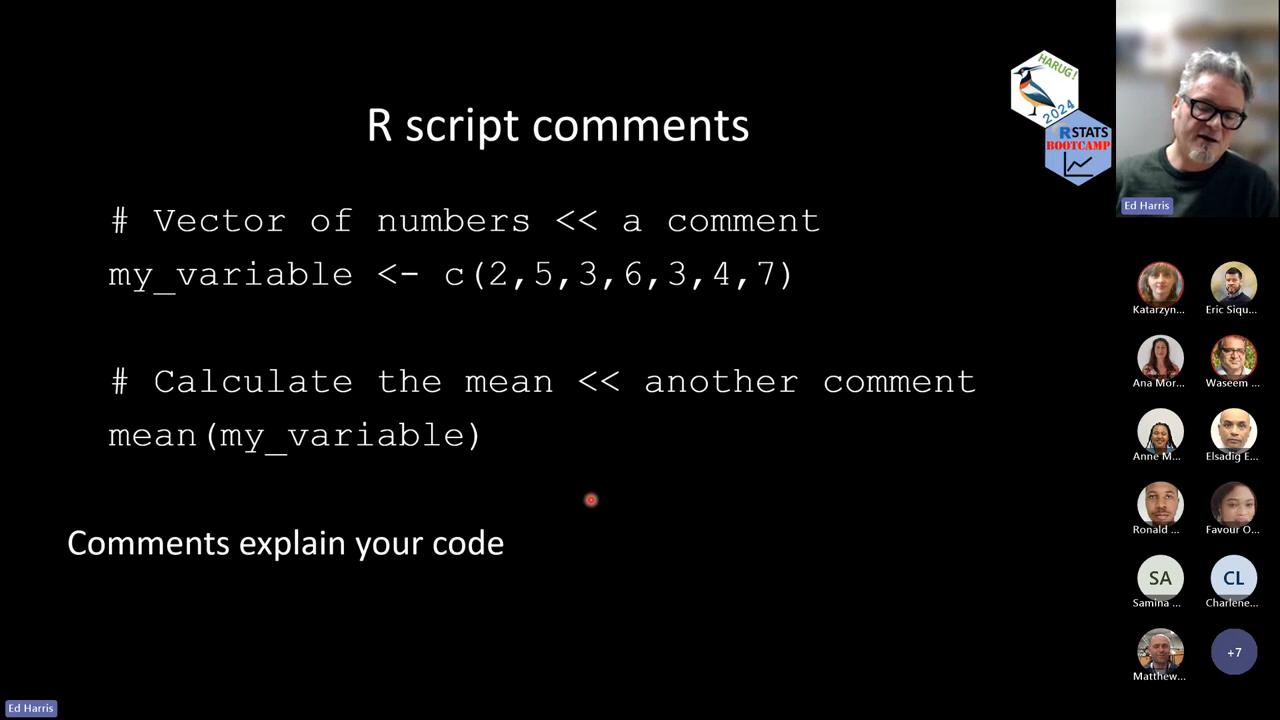 R script comments
# Vector of numbers << a comment
my_variable <- c(2,5,3,6,3,4,7)
# Calculate the mean << another comment
mean(my_variable)
Comments explain your code
HARUG!
2024
RSTATS
BOOTCAMP
Ed Harris
Katarzyn...
Eric Siqu...
Ana Mor...
Waseem ...
Anne M...
Elsadig E...
Ronald ...
Favour O...
SA
CL
Samina ...
Charlene...
Matthew...
+7
Ed Harris